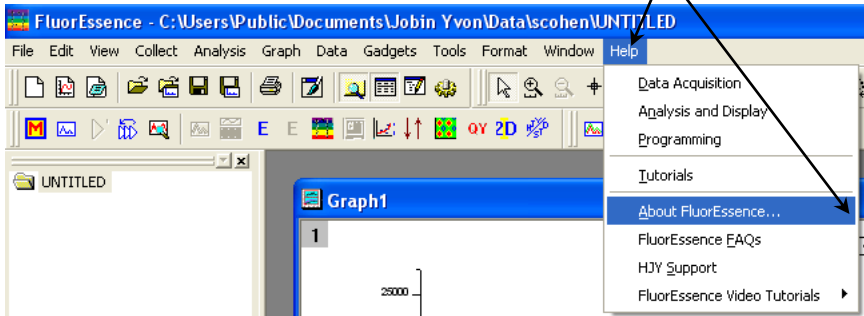 FluorEssence - C:\Users\Public\Documents\Jobin Yvon\Data\scohen\UNTITLED
File Edit View Collect Analysis Graph Data Gadgets Tools Format Window Help
M E E QY 2D
UNTITLED
Graph1
1
25000
Data Acquisition
Analysis and Display
Programming
Tutorials
About FluorEssence...
FluorEssence FAQs
HJY Support
FluorEssence Video Tutorials